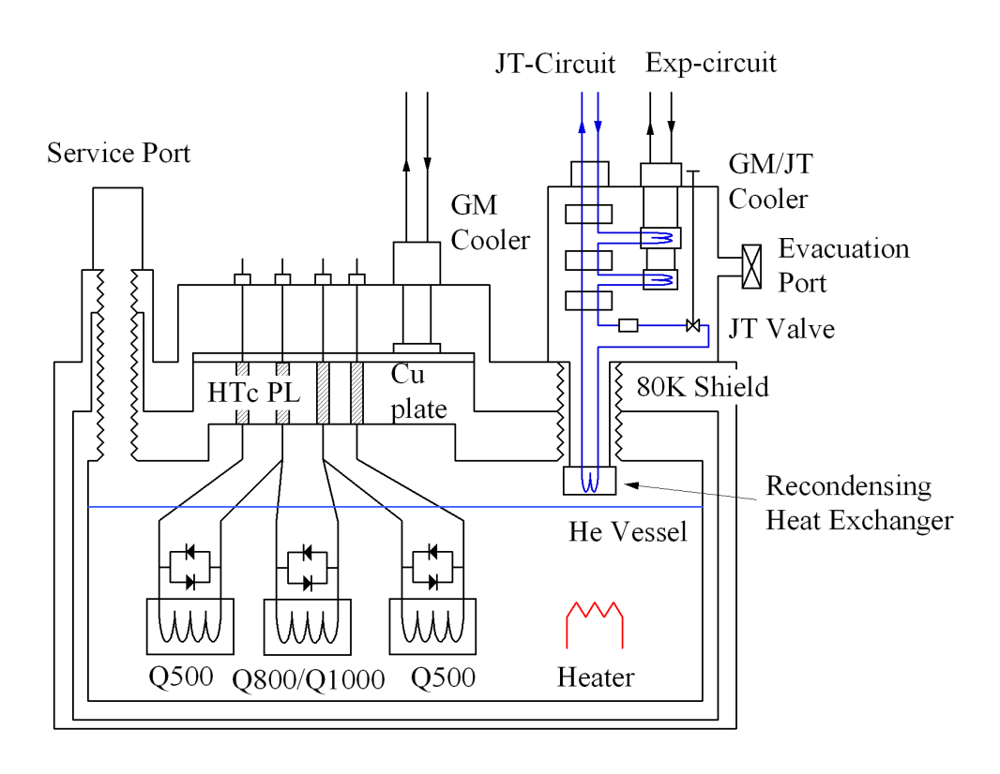 JT-Circuit
Exp-circuit
Service Port
GM
Cooler
GM/JT
Cooler
Evacuation
Port
JT Valve
HTc PL
Cu
plate
80K Shield
Recondensing
Heat Exchanger
He Vessel
Q500
Q800/Q1000
Q500
Heater